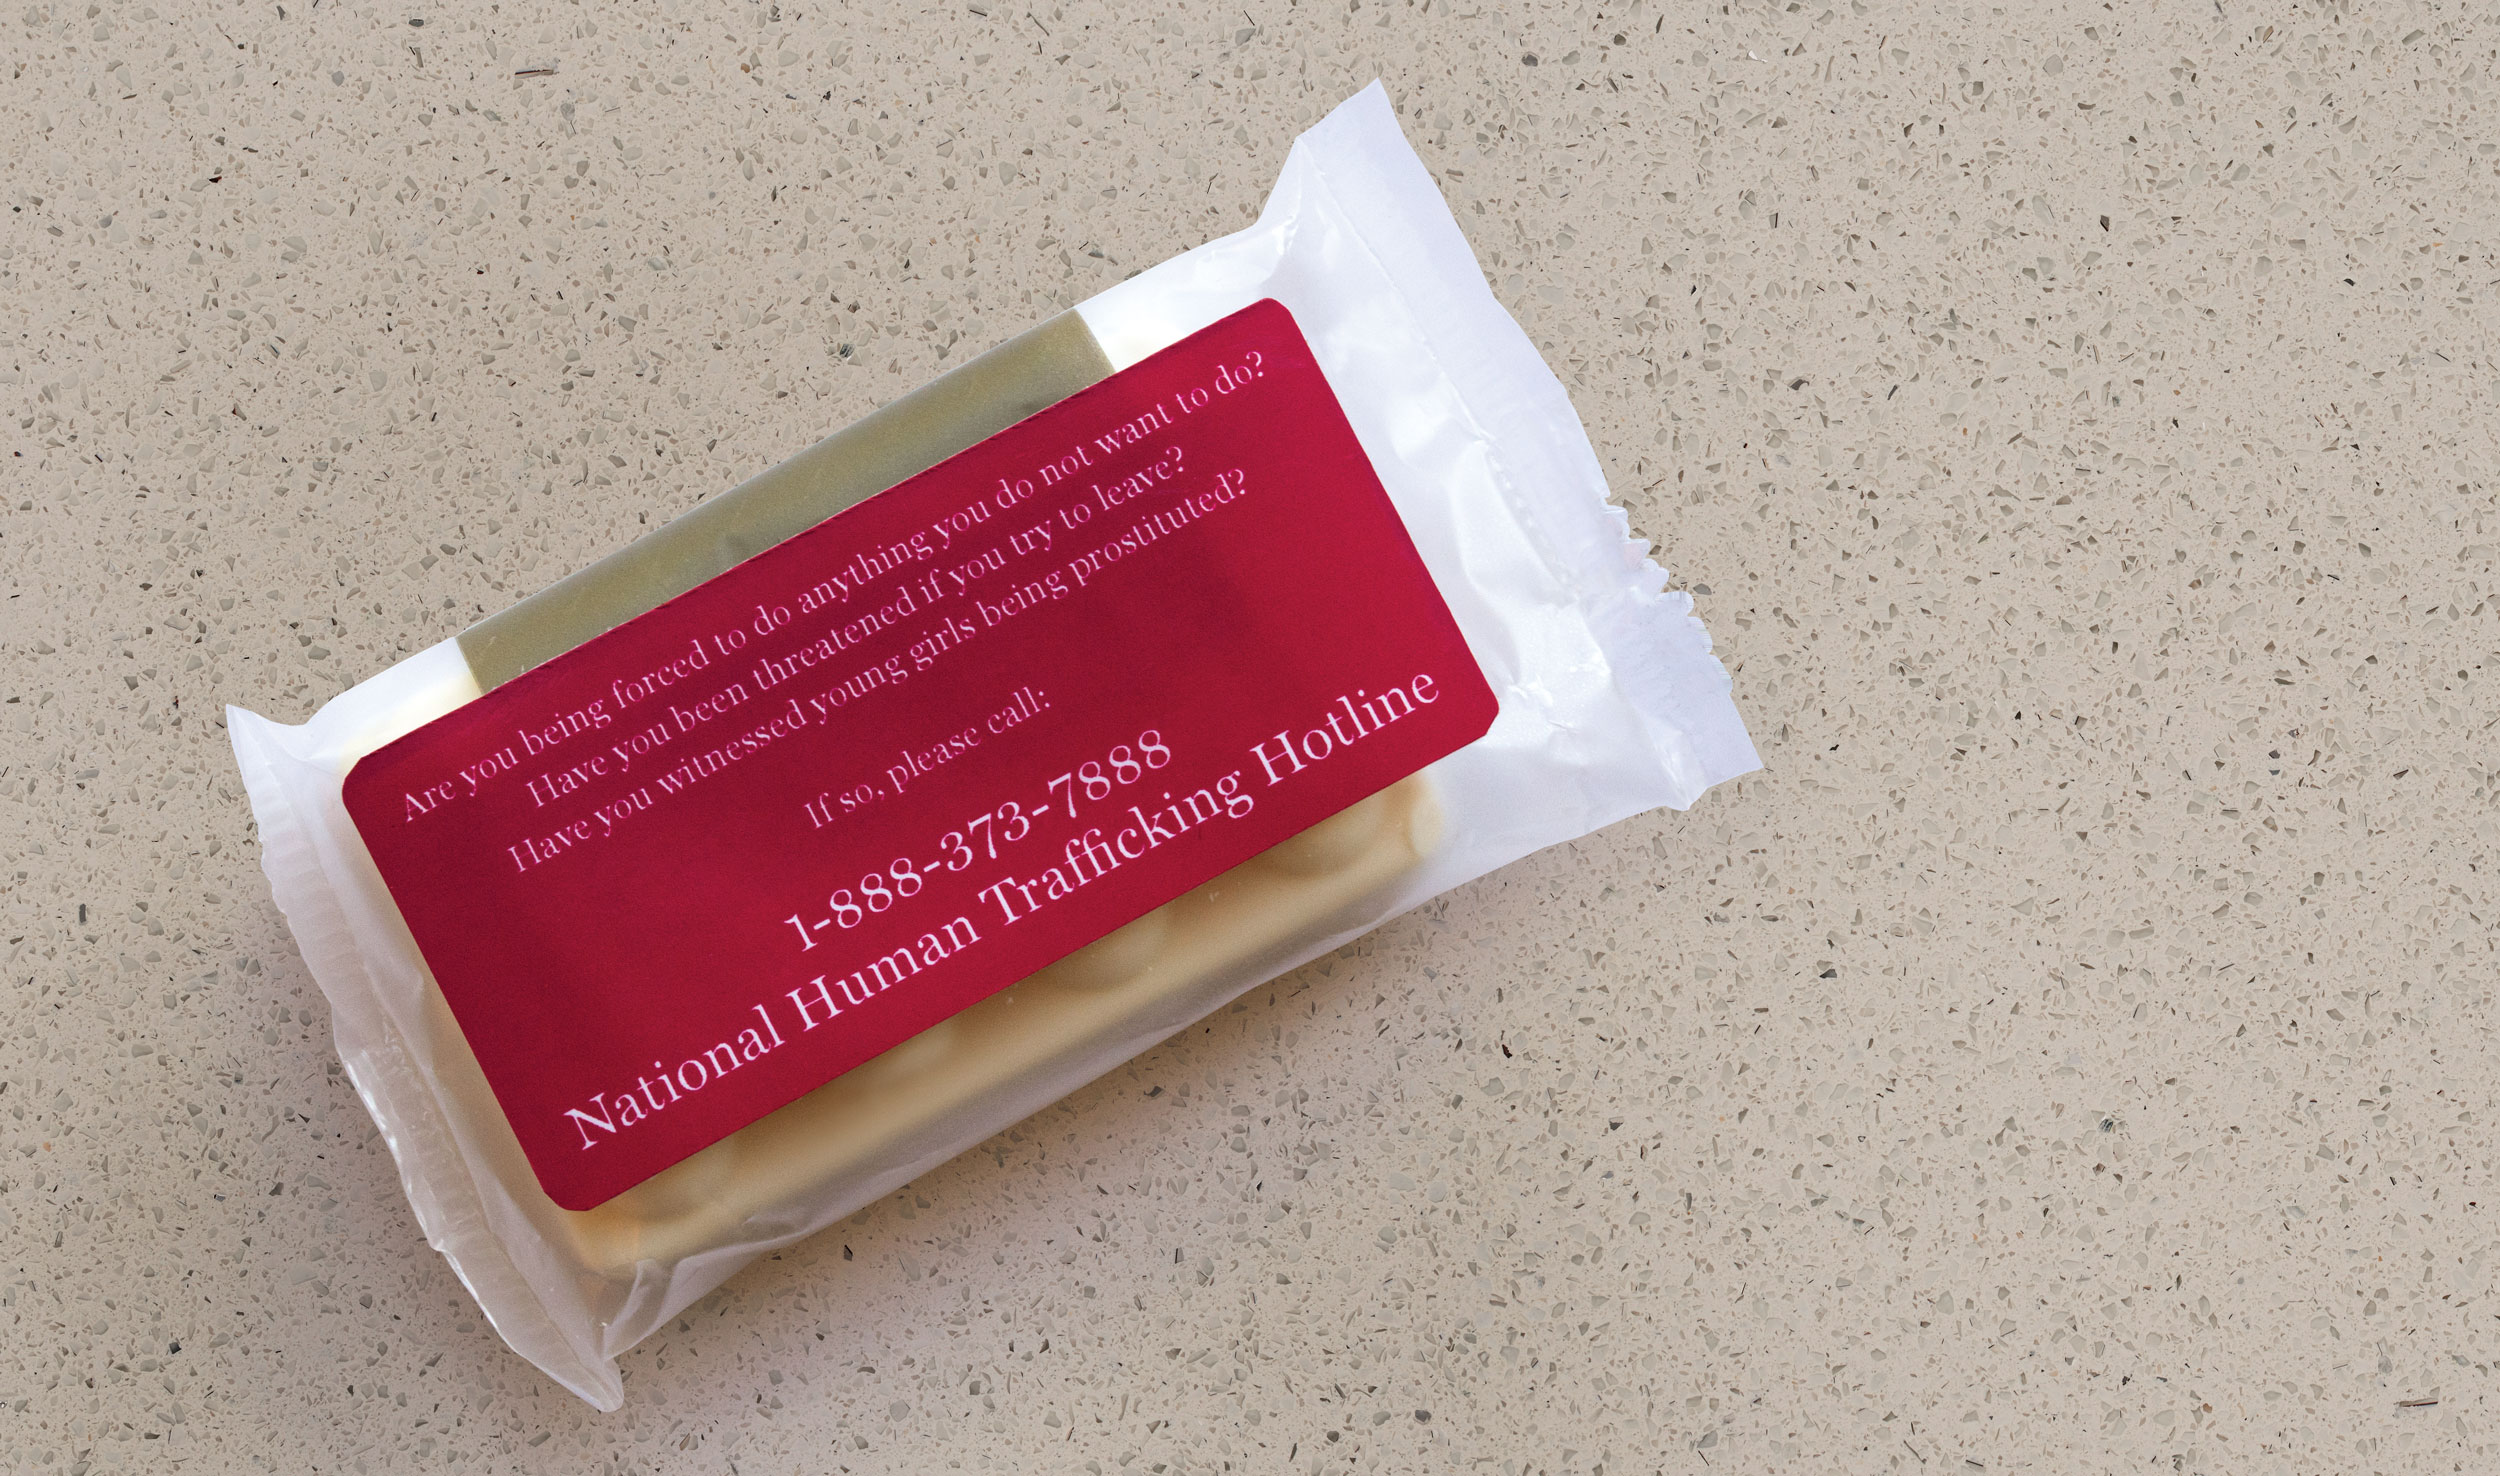 Are you being forced to do anything you do not want to do?
Have you been threatened if you try to leave?
Have you witnessed young girls being prostituted?
If so, please call:
1-888-373-7888
National Human Trafficking Hotline